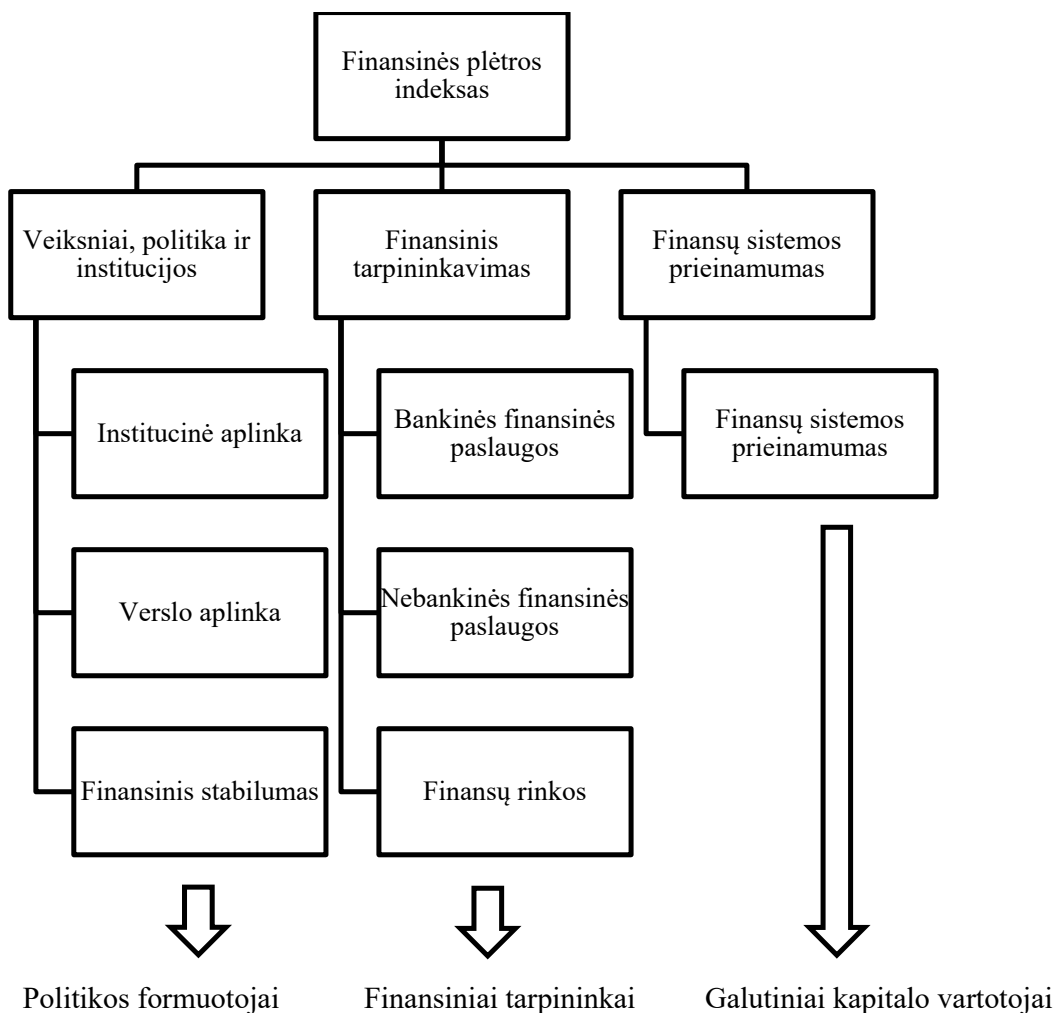 Finansinės plėtros
indeksas
Veiksniai, politika ir
institucijos
Finansinis
tarpininkavimas
Finansų sistemos
prieinamumas
Institucinė aplinka
Bankinės finansinės
paslaugos
Finansų sistemos
prieinamumas
Verslo aplinka
Nebankinės finansinės
paslaugos
Finansinis stabilumas
Finansų rinkos
Politikos formuotojai
Finansiniai tarpininkai
Galutiniai kapitalo vartotojai